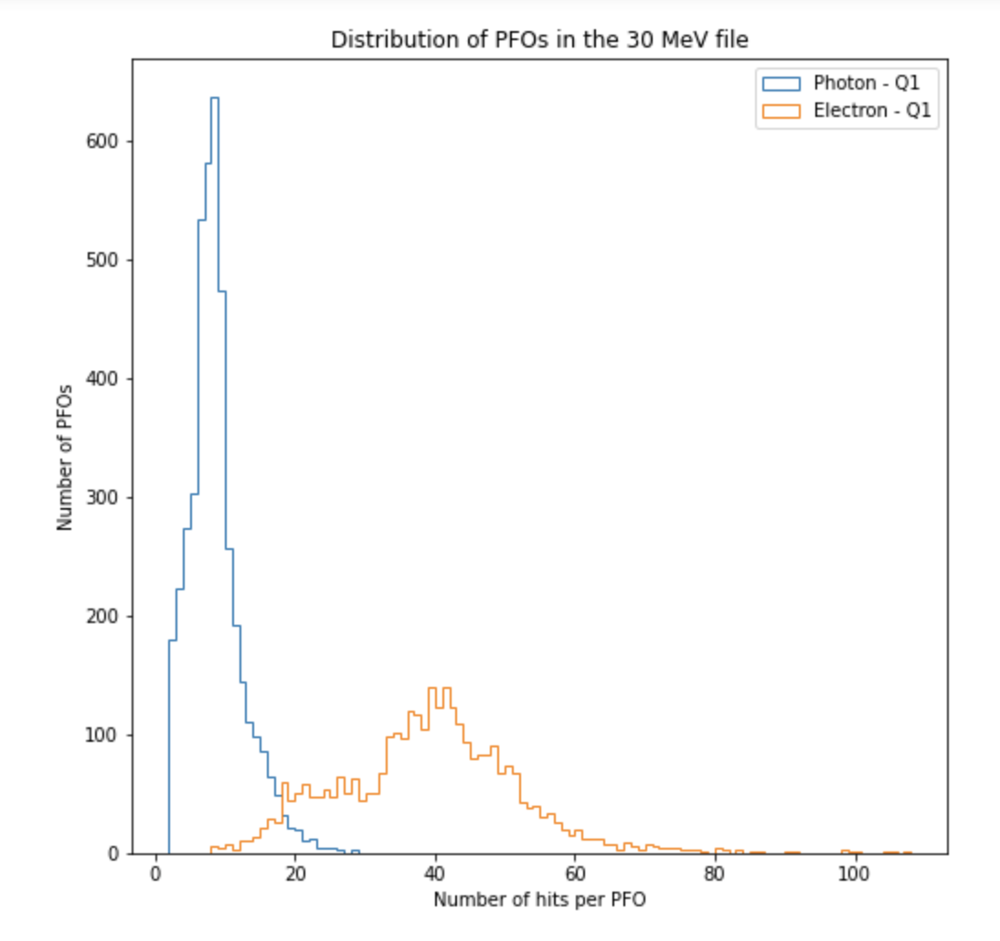 Distribution of PFOs in the 30 MeV file
Photon - Q1
Electron - Q1
600
500
400
300
200
100
0
Number of PFOs
0 20 40 60 80 100
Number of hits per PFO